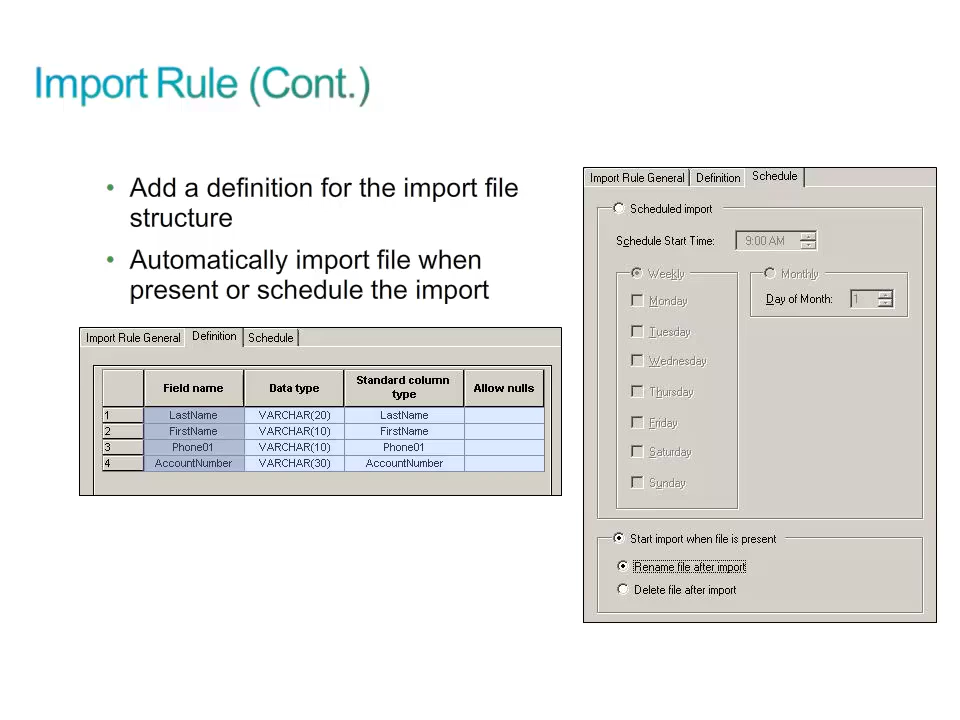 Import Rule (Cont.)
• Add a definition for the import file
structure
• Automatically import file when
present or schedule the import
Import Rule General Definition Schedule
Field name Data type Standard column type Allow nulls
1 LastName VARCHAR(20) LastName
2 FirstName VARCHAR(10) FirstName
3 Phone01 VARCHAR(10) Phone01
4 AccountNumber VARCHAR(30) AccountNumber
Import Rule General Definition Schedule
Scheduled import
Schedule Start Time: 9:00 AM
Weekly Monthly
Monday Day of Month: 1
Tuesday
Wednesday
Thursday
Friday
Saturday
Sunday
Start import when file is present
Rename file after import
Delete file after import